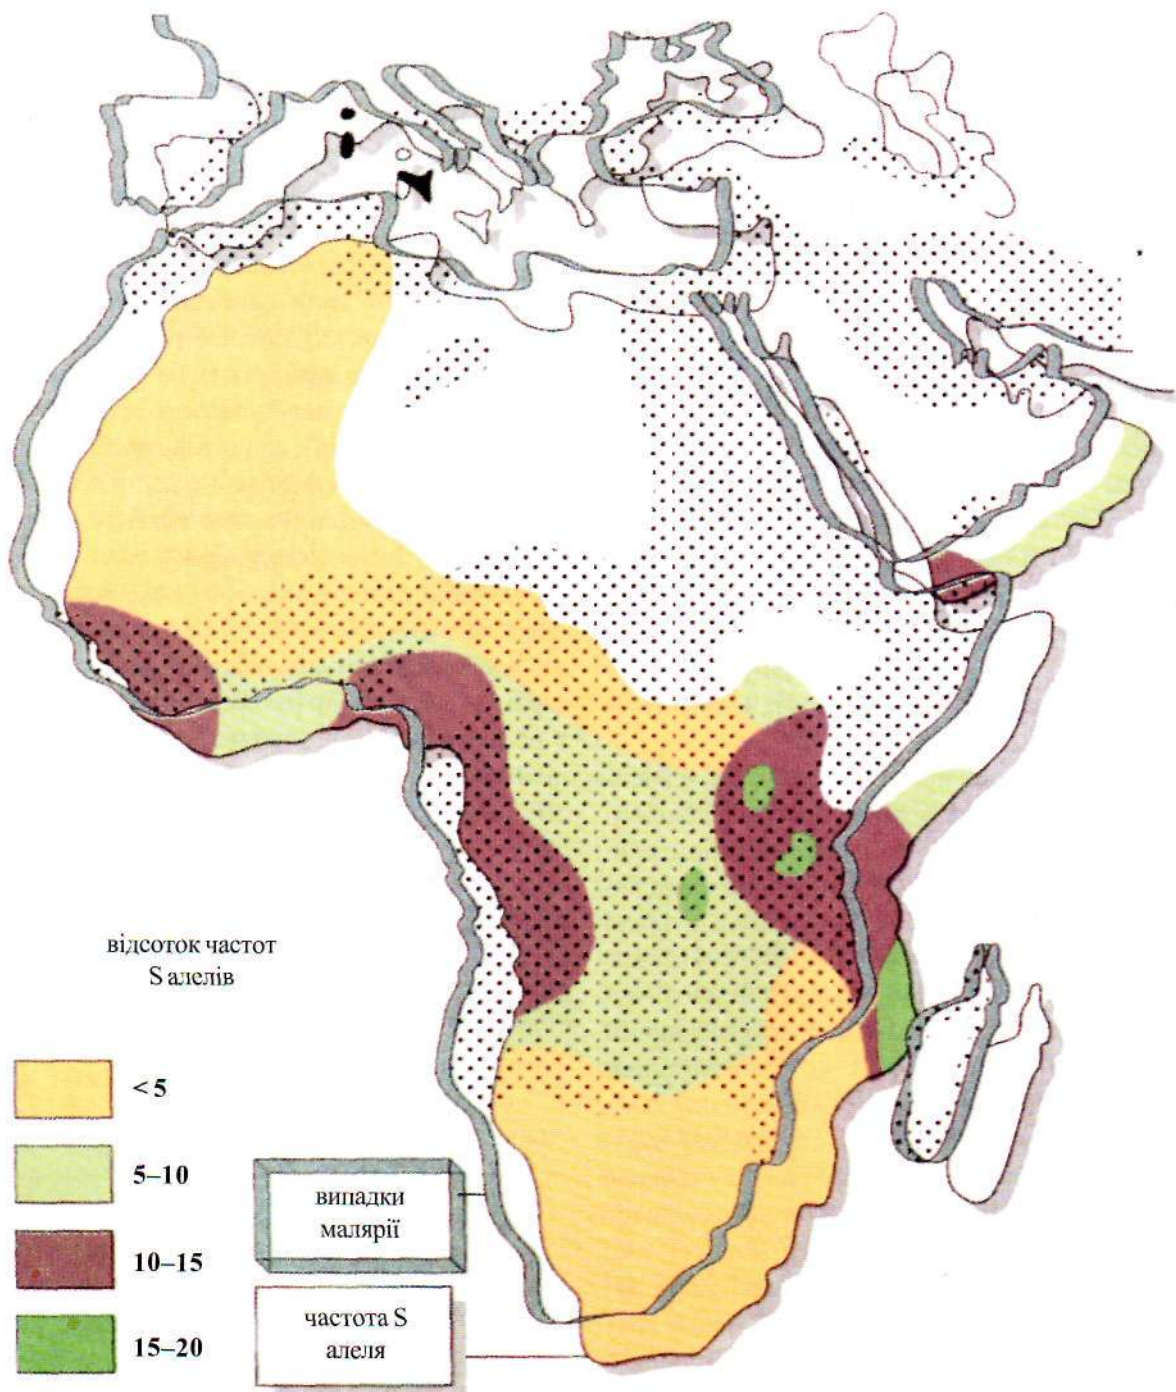 відсоток частот
S алелів
< 5
5–10
10–15
15–20
випадки
малярії
частота S
алеля